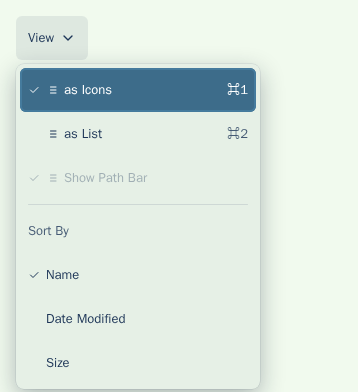 View
as Icons ⌘1
as List ⌘2
Show Path Bar
Sort By
Name
Date Modified
Size